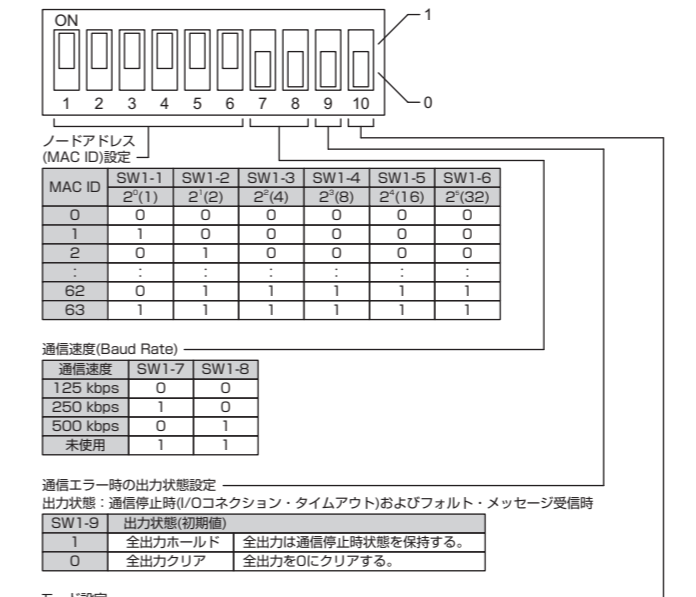 ON
1
0
1 2 3 4 5 6 7 8 9 10
ノードアドレス
(MAC ID)設定
MAC ID SW1-1 SW1-2 SW1-3 SW1-4 SW1-5 SW1-6
2⁰(1) 2¹(2) 2²(4) 2³(8) 2⁴(16) 2⁵(32)
0 0 0 0 0 0 0
1 1 0 0 0 0 0
2 0 1 0 0 0 0
: : : : : : :
62 0 1 1 1 1 1
63 1 1 1 1 1 1
通信速度(Baud Rate)
通信速度 SW1-7 SW1-8
125 kbps 0 0
250 kbps 1 0
500 kbps 0 1
未使用 1 1
通信エラー時の出力状態設定
出力状態：通信停止時(I/Oコネクション・タイムアウト)およびフォルト・メッセージ受信時
SW1-9 出力状態(初期値)
1 全出力ホールド 全出力は通信停止時状態を保持する。
0 全出力クリア 全出力を0にクリアする。